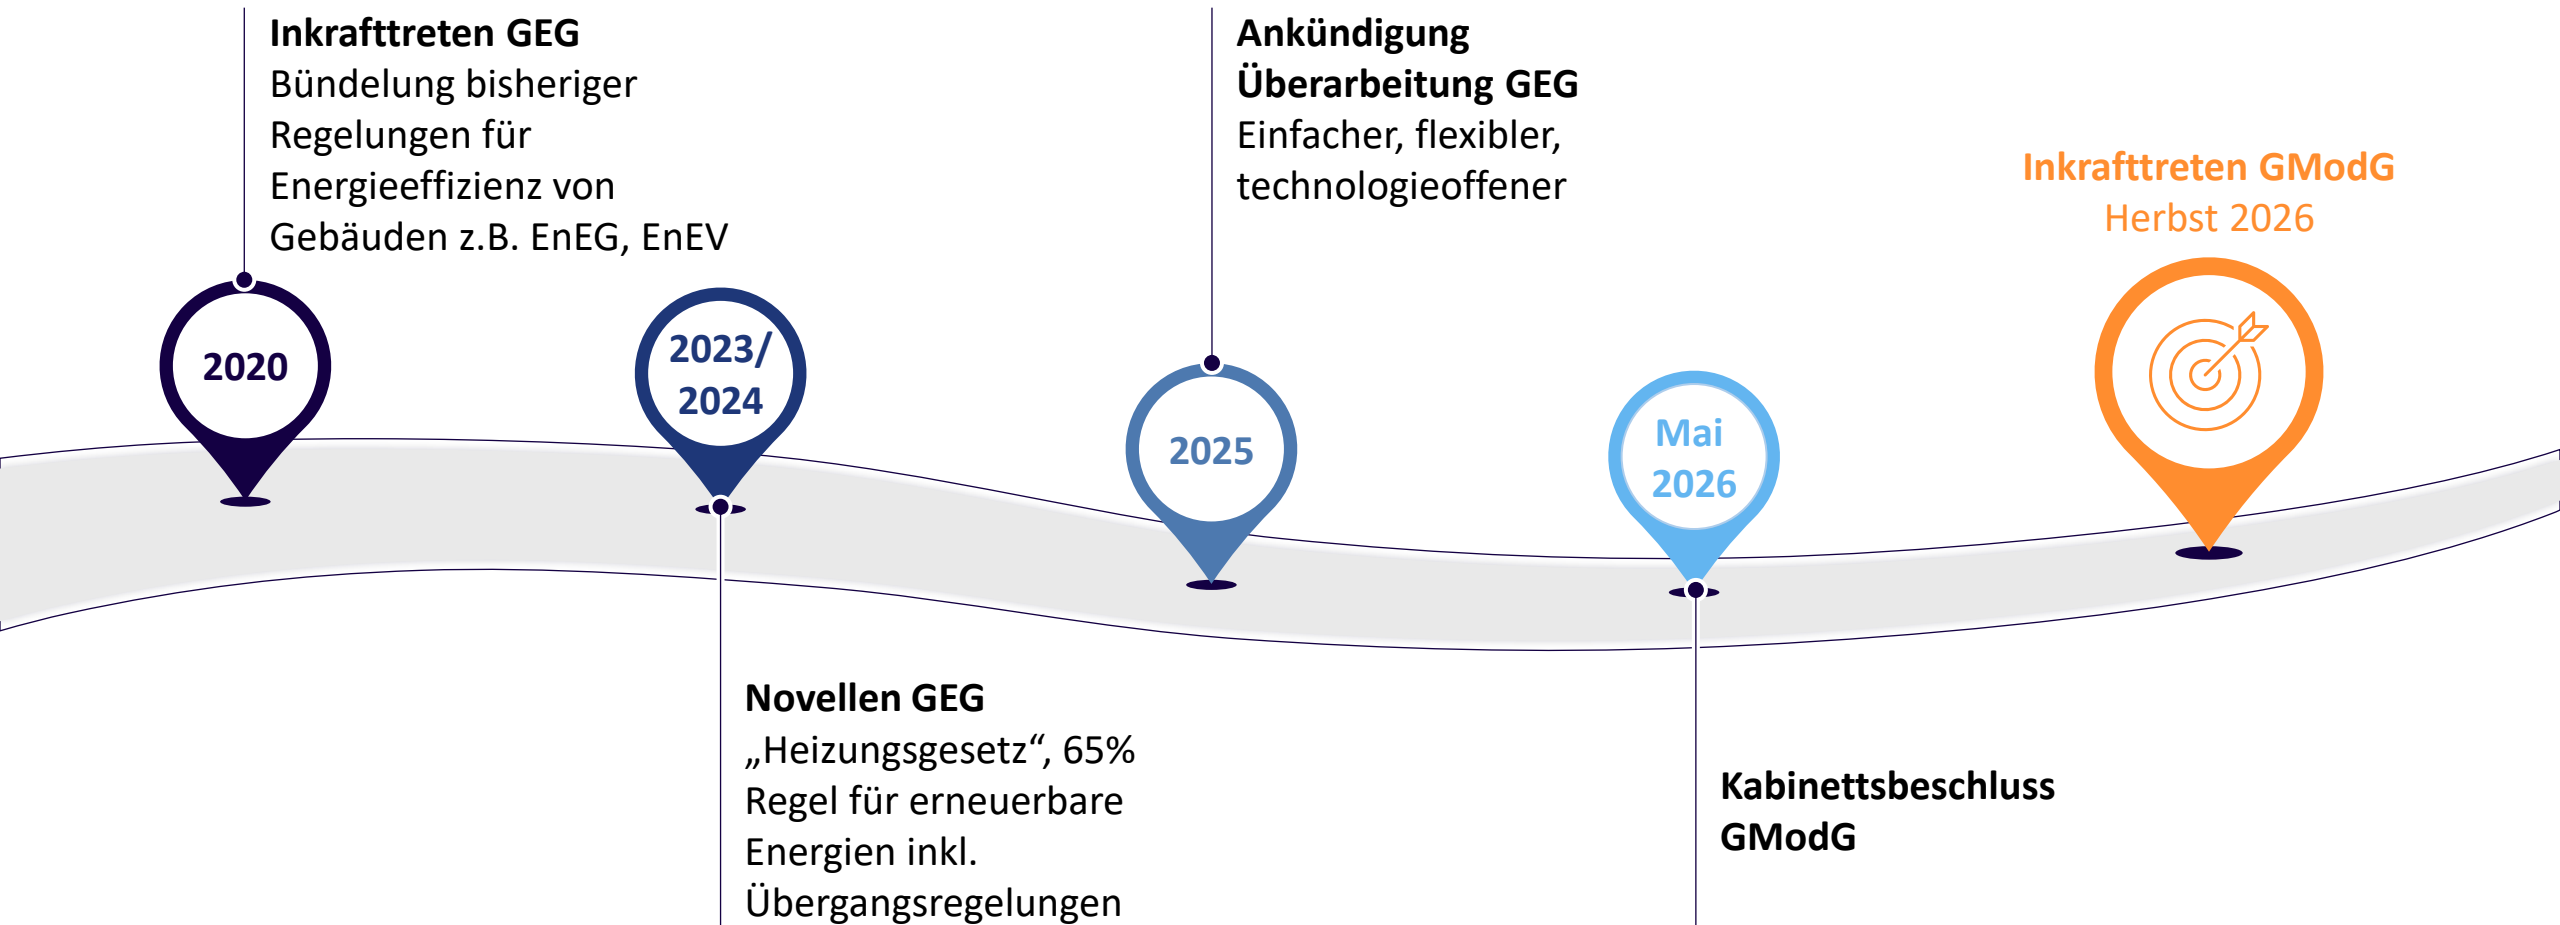 Inkrafttreten GEG
Bündelung bisheriger
Regelungen für
Energieeffizienz von
Gebäuden z.B. EnEG, EnEV
2020
2023/
2024
Novellen GEG
„Heizungsgesetz“, 65%
Regel für erneuerbare
Energien inkl.
Übergangsregelungen
Ankündigung
Überarbeitung GEG
Einfacher, flexibler,
technologieoffener
2025
Mai
2026
Kabinettsbeschluss
GModG
Inkrafttreten GModG
Herbst 2026